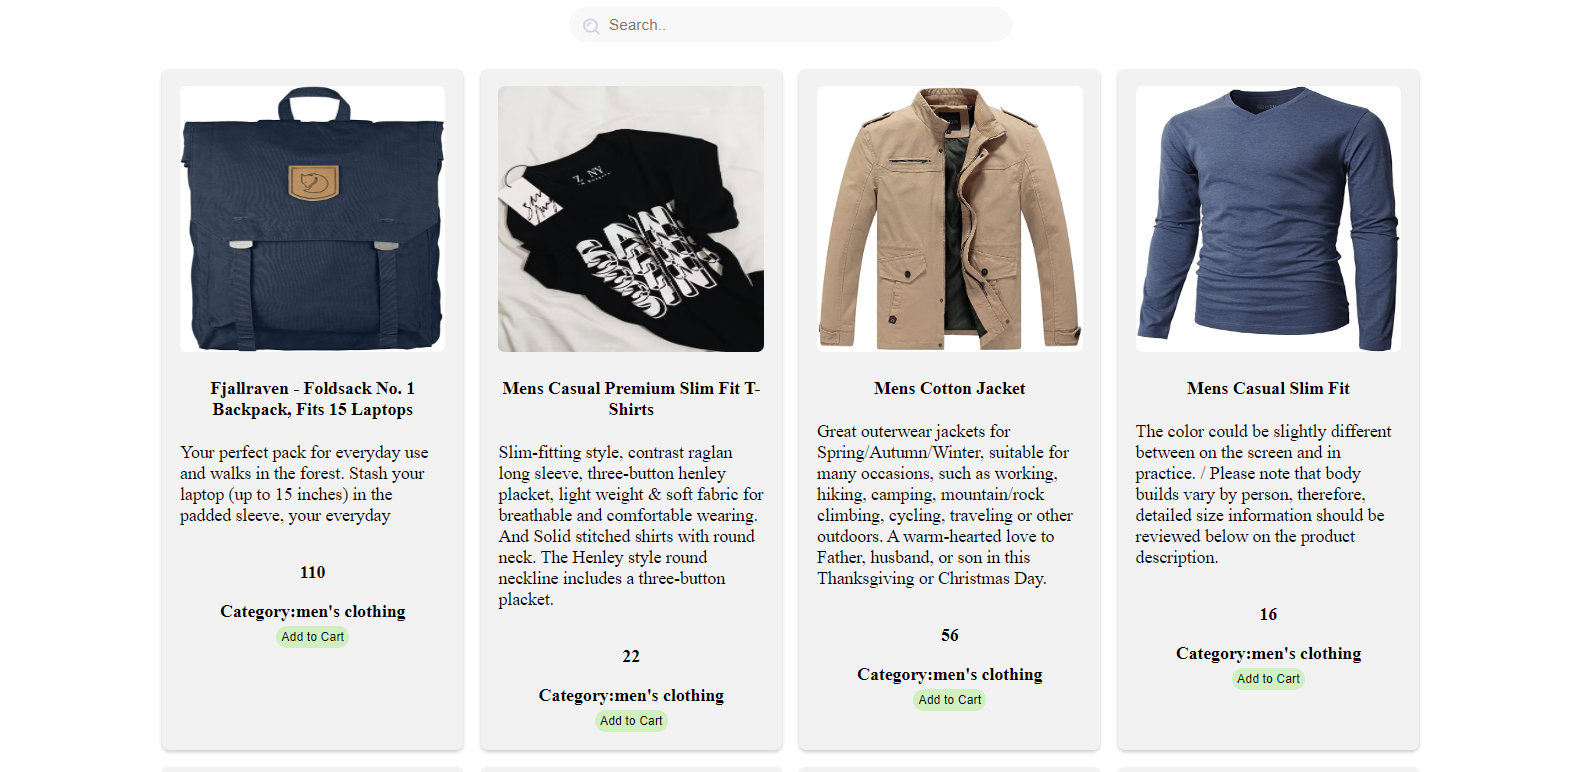 Search..
Fjallraven - Foldsack No. 1
Backpack, Fits 15 Laptops
Your perfect pack for everyday use
and walks in the forest. Stash your
laptop (up to 15 inches) in the
padded sleeve, your everyday
110
Category:men's clothing
Add to Cart
Mens Casual Premium Slim Fit T-
Shirts
Slim-fitting style, contrast raglan
long sleeve, three-button henley
placket, light weight & soft fabric for
breathable and comfortable wearing.
And Solid stitched shirts with round
neck. The Henley style round
neckline includes a three-button
placket.
22
Category:men's clothing
Add to Cart
Mens Cotton Jacket
Great outerwear jackets for
Spring/Autumn/Winter, suitable for
many occasions, such as working,
hiking, camping, mountain/rock
climbing, cycling, traveling or other
outdoors. A warm-hearted love to
Father, husband, or son in this
Thanksgiving or Christmas Day.
56
Category:men's clothing
Add to Cart
Mens Casual Slim Fit
The color could be slightly different
between on the screen and in
practice. / Please note that body
builds vary by person, therefore,
detailed size information should be
reviewed below on the product
description.
16
Category:men's clothing
Add to Cart